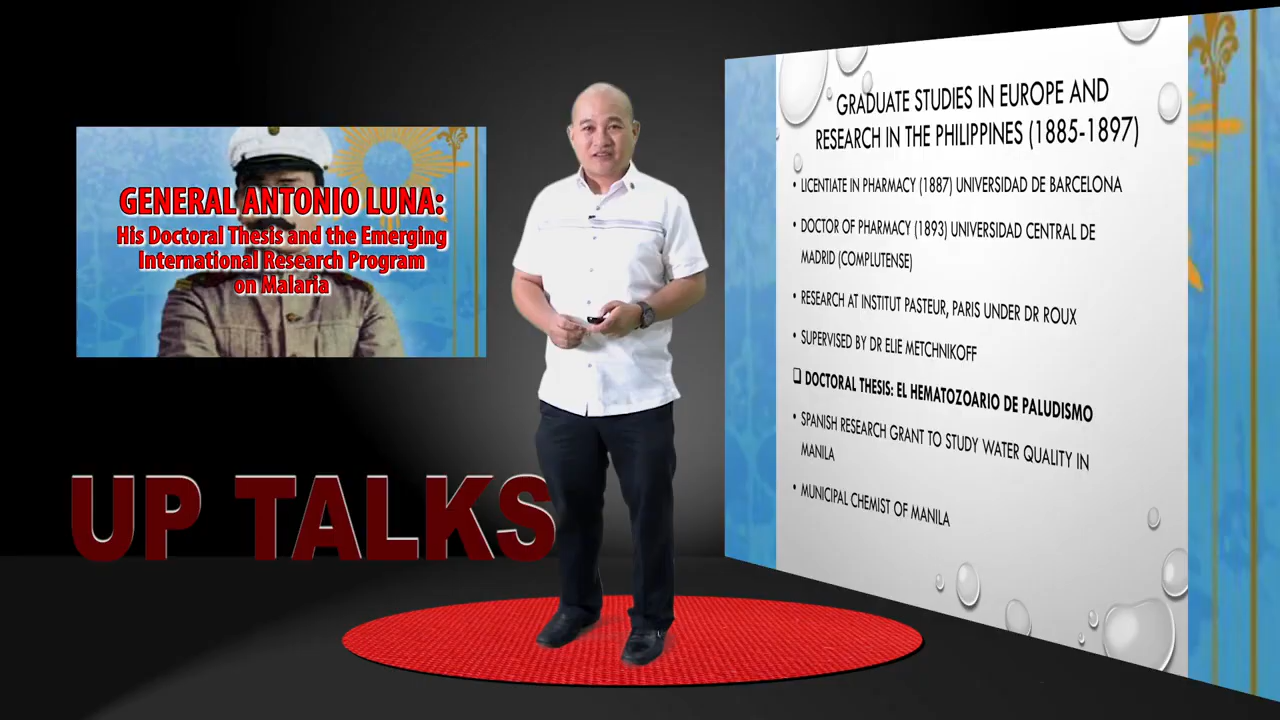 GENERAL ANTONIO LUNA:
His Doctoral Thesis and the Emerging
International Research Program
on Malaria
UP TALKS
GRADUATE STUDIES IN EUROPE AND
RESEARCH IN THE PHILIPPINES (1885-1897)
• LICENTIATE IN PHARMACY (1887) UNIVERSIDAD DE BARCELONA
• DOCTOR OF PHARMACY (1893) UNIVERSIDAD CENTRAL DE
MADRID (COMPLUTENSE)
• RESEARCH AT INSTITUT PASTEUR, PARIS UNDER DR ROUX
• SUPERVISED BY DR ELIE METCHNIKOFF
❑ DOCTORAL THESIS: EL HEMATOZOARIO DE PALUDISMO
• SPANISH RESEARCH GRANT TO STUDY WATER QUALITY IN
MANILA
• MUNICIPAL CHEMIST OF MANILA